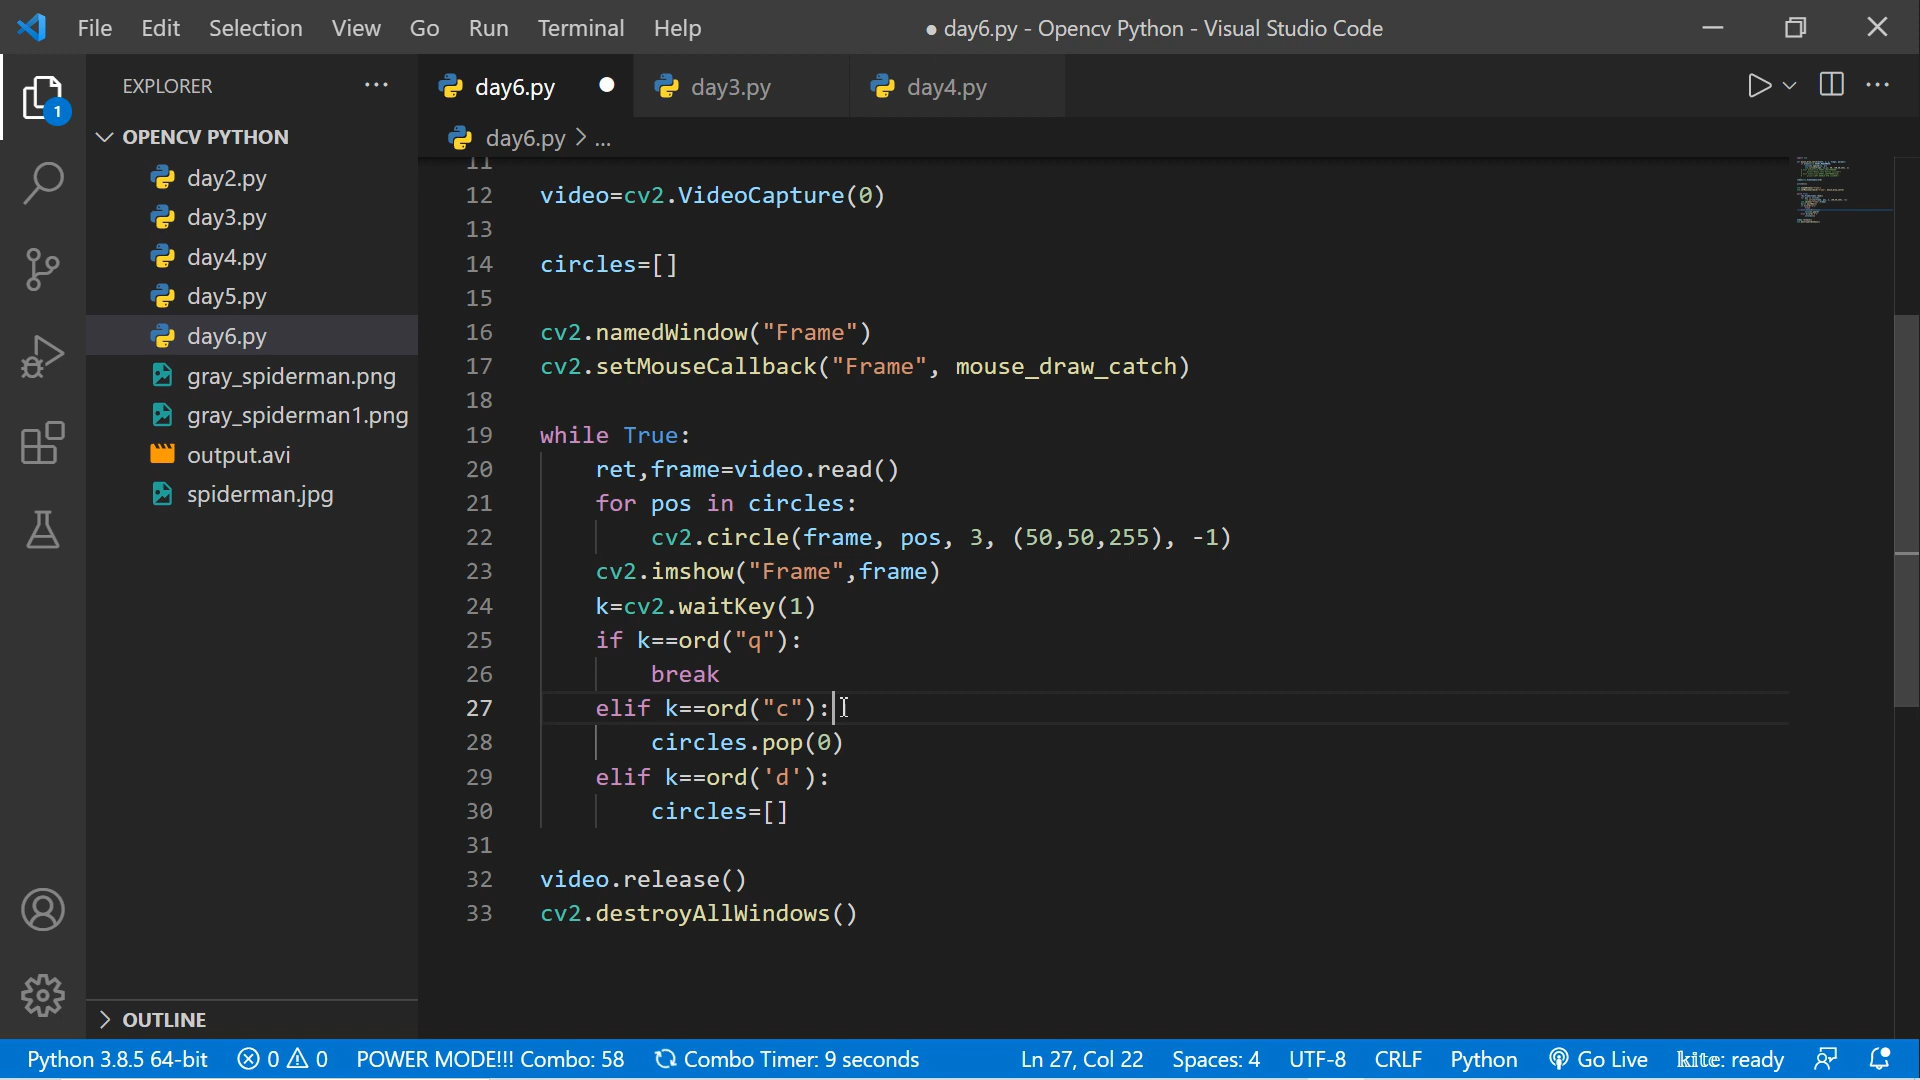 File Edit Selection View Go Run Terminal Help
● day6.py - Opencv Python - Visual Studio Code
EXPLORER ...
1
day6.py ●
day3.py
day4.py
OPENCV PYTHON
day2.py
day3.py
day4.py
day5.py
day6.py
gray_spiderman.png
gray_spiderman1.png
output.avi
spiderman.jpg
OUTLINE
day6.py > ...
11
12 video=cv2.VideoCapture(0)
13
14 circles=[]
15
16 cv2.namedWindow("Frame")
17 cv2.setMouseCallback("Frame", mouse_draw_catch)
18
19 while True:
20 ret,frame=video.read()
21 for pos in circles:
22 cv2.circle(frame, pos, 3, (50,50,255), -1)
23 cv2.imshow("Frame",frame)
24 k=cv2.waitKey(1)
25 if k==ord("q"):
26 break
27 elif k==ord("c"):
28 circles.pop(0)
29 elif k==ord('d'):
30 circles=[]
31
32 video.release()
33 cv2.destroyAllWindows()
Python 3.8.5 64-bit 0 0 POWER MODE!!! Combo: 58 Combo Timer: 9 seconds Ln 27, Col 22 Spaces: 4 UTF-8 CRLF Python Go Live kite: ready